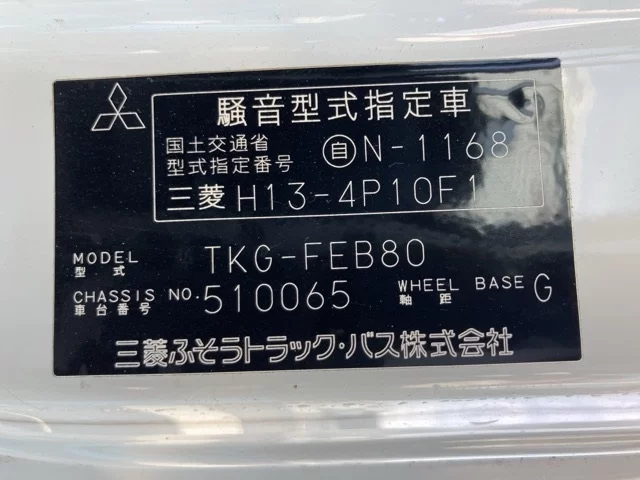 騒音型式指定車
国土交通省
型式指定番号 自N-1168
三菱 H13-4P10F1
MODEL
型式 TKG-FEB80
CHASSIS NO.
車台番号 510065 WHEEL BASE
軸距 G
三菱ふそうトラック・バス株式会社